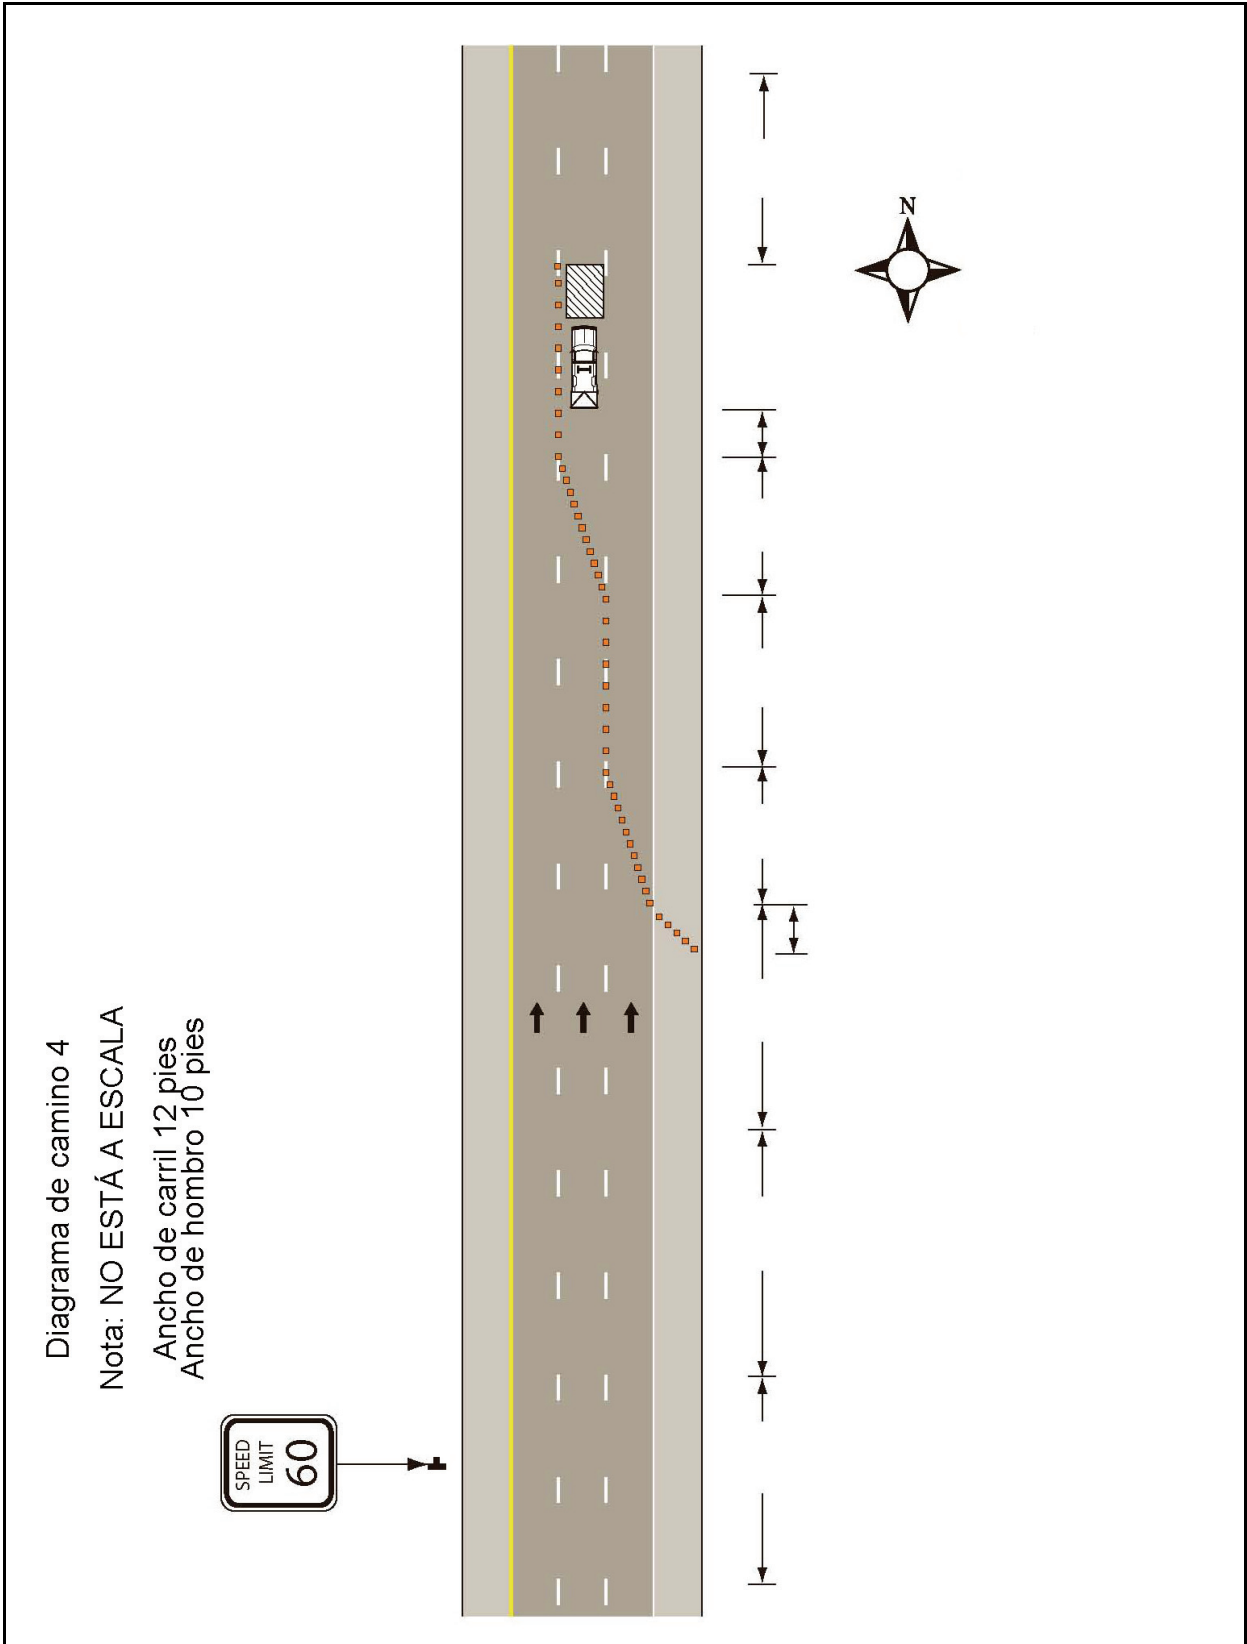 Diagrama de camino 4
Nota: NO ESTÁ A ESCALA
Ancho de carril 12 pies
Ancho de hombro 10 pies
SPEED
LIMIT
60
N